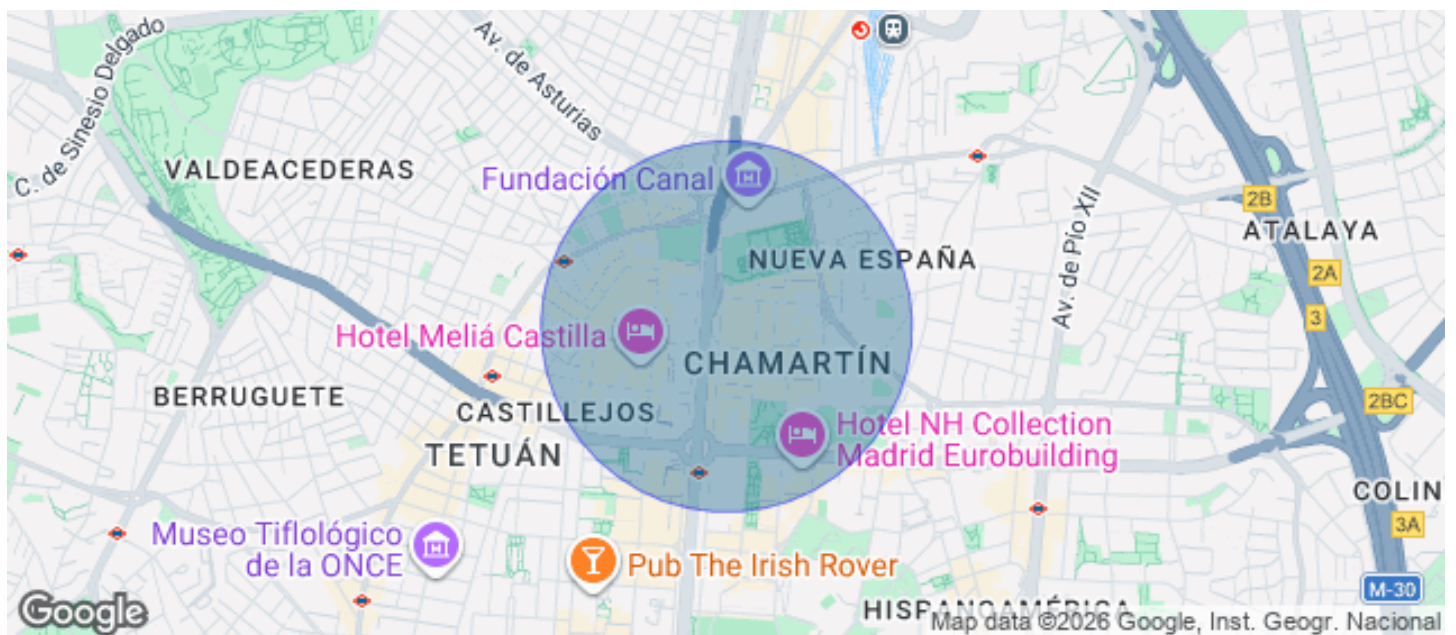 C. de Sinesio Delgado
Av. de Asturias
VALDEACEDERAS
Fundación Canal
Av. de Pío XII
2B
ATALAYA
NUEVA ESPAÑA
2A
3
Hotel Meliá Castilla
CHAMARTÍN
BERRUGUETE
CASTILLEJOS
2BC
Hotel NH Collection
Madrid Eurobuilding
TETUÁN
COLIN
3A
Museo Tiflológico
de la ONCE
Pub The Irish Rover
M-30
HISPANOAMÉRICA
Google
Map data ©2026 Google, Inst. Geogr. Nacional